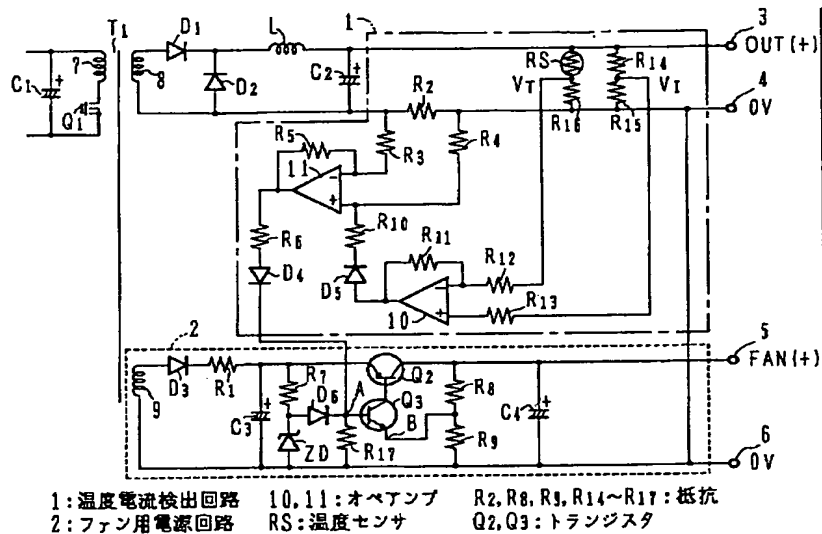 T1
D1
L
1
3
OUT(+)
C1
+
7
8
D2
C2
+
RS
R14
VT
VI
4
0V
Q1
R2
R16
R15
R5
11
R3
R4
-
+
R6
R10
R11
R12
D4
D5
-
+
R13
10
2
5
FAN(+)
D3
R1
R7
D6
A
Q2
Q3
R8
9
C3
+
B
C4
+
ZD
R17
R9
6
0V
1:温度電流検出回路 10,11:オペアンプ R2,R8,R9,R14~R17:抵抗
2:ファン用電源回路 RS:温度センサ Q2,Q3:トランジスタ